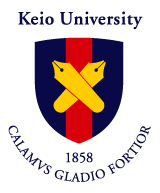 Keio University
1858
CALAMVS GLADIO FORTIOR